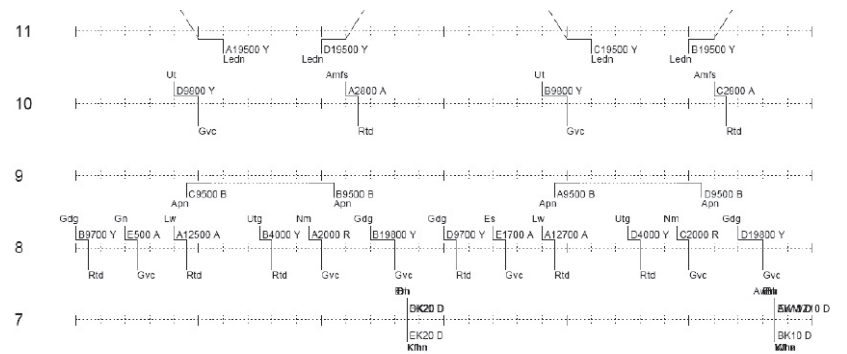 11
A19500 Y D19500 Y C19500 Y B19500 Y
Ledn Ledn Ledn Ledn
Ut Amfs Ut Amfs
D9800 Y A2800 A B9800 Y C2800 A
10
Gvc Rtd Gvc Rtd
9
C9500 B B9500 B A9500 B D9500 B
Apn Apn Apn Apn
Gdg Gn Lw Utg Nm Gdg Gdg Es Lw Utg Nm Gdg
B9700 Y E500 A A12500 A B4000 Y A2000 R B19800 Y D9700 Y E1700 A A12700 A D4000 Y C2000 R D19800 Y
8
Rtd Gvc Rtd Rtd Gvc Gvc Rtd Gvc Rtd Rtd Gvc Gvc
7
EK20 D BK10 D